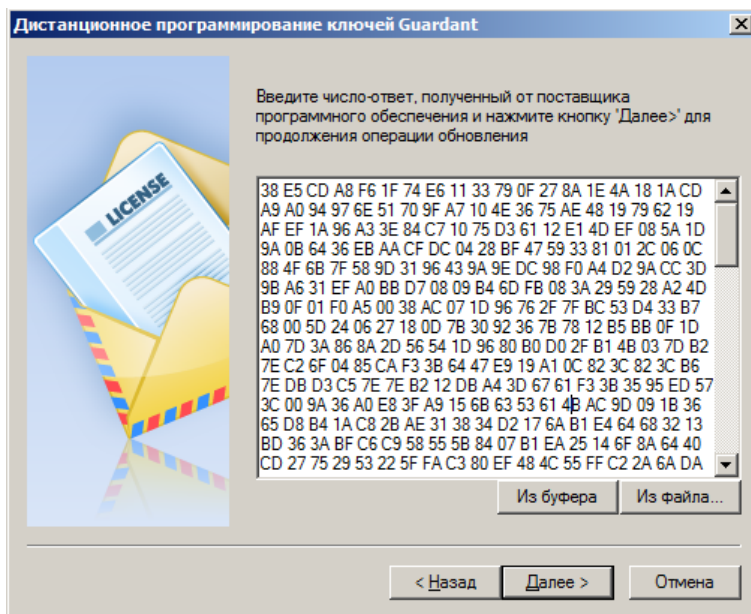 Дистанционное программирование ключей Guardant
LICENSE
Введите число-ответ, полученный от поставщика
программного обеспечения и нажмите кнопку 'Далее>' для
продолжения операции обновления
38 E5 CD A8 F6 1F 74 E6 11 33 79 0F 27 8A 1E 4A 18 1A CD
A9 A0 94 97 6E 51 70 9F A7 10 4E 36 75 AE 48 19 79 62 19
AF EF 1A 96 A3 3E 84 C7 10 75 D3 61 12 E1 4D EF 08 5A 1D
9A 0B 64 36 EB AA CF DC 04 28 BF 47 59 33 81 01 2C 06 0C
88 4F 6B 7F 58 9D 31 96 43 9A 9E DC 98 F0 A4 D2 9A CC 3D
9B A6 31 EF A0 BB D7 08 09 B4 6D FB 08 3A 29 59 28 A2 4D
B9 0F 01 F0 A5 00 38 AC 07 1D 96 76 2F 7F BC 53 D4 33 B7
68 00 5D 24 06 27 18 0D 7B 30 92 36 7B 78 12 B5 BB 0F 1D
A0 7D 3A 86 8A 2D 56 54 1D 96 80 B0 D0 2F B1 4B 03 7D B2
7E C2 6F 04 85 CA F3 3B 64 47 E9 19 A1 0C 82 3C 82 3C B6
7E DB D3 C5 7E 7E B2 12 DB A4 3D 67 61 F3 3B 35 95 ED 57
3C 00 9A 36 A0 E8 3F A9 15 6B 63 53 61 4B AC 9D 09 1B 36
65 D8 B4 1A C8 2B AE 31 38 34 D2 17 6A B1 E4 64 68 32 13
BD 36 3A BF C6 C9 58 55 5B 84 07 B1 EA 25 14 6F 8A 64 40
CD 27 75 29 53 22 5F FA C3 80 EF 48 4C 55 FF C2 2A 6A DA
Из буфера Из файла...
< Назад Далее > Отмена